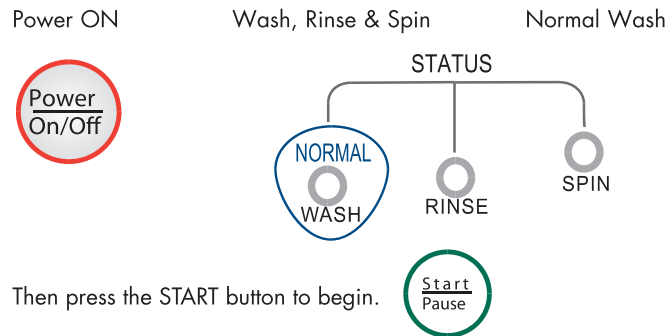 Power ON
Wash, Rinse & Spin
Normal Wash
STATUS
Power
On/Off
NORMAL
WASH
RINSE
SPIN
Then press the START button to begin.
Start
Pause